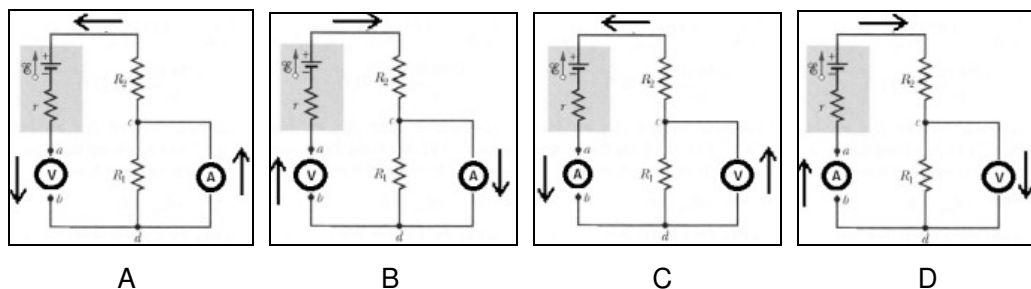 + + + +
ℰ R2 ℰ R2 ℰ R2 ℰ R2
- - - -
r r r r
c c c c
a a a a
V R1 A V R1 A A R1 V A R1 V
b b b b
d d d d
A B C D